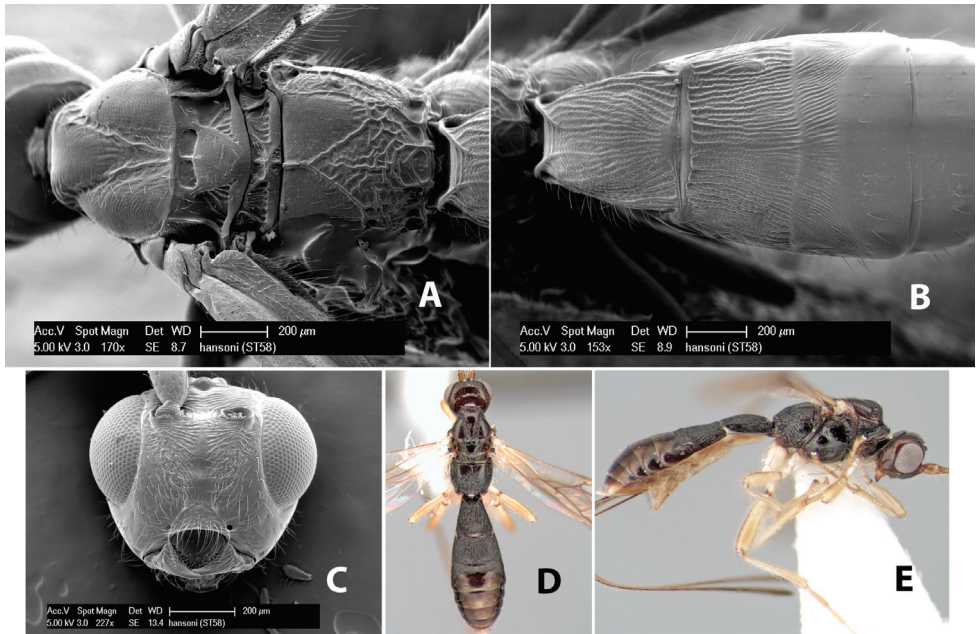 A
Acc.V Spot Magn Det WD 200 µm
5.00 kV 3.0 170x SE 8.7 hansoni (ST58)
B
Acc.V Spot Magn Det WD 200 µm
5.00 kV 3.0 153x SE 8.9 hansoni (ST58)
C
Acc.V Spot Magn Det WD 200 µm
5.00 kV 3.0 227x SE 13.4 hansoni (ST58)
D
E